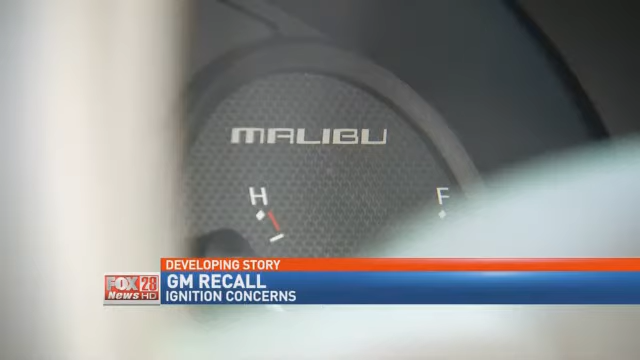 MALIBU
H F
DEVELOPING STORY
FOX 28 GM RECALL
News HD IGNITION CONCERNS